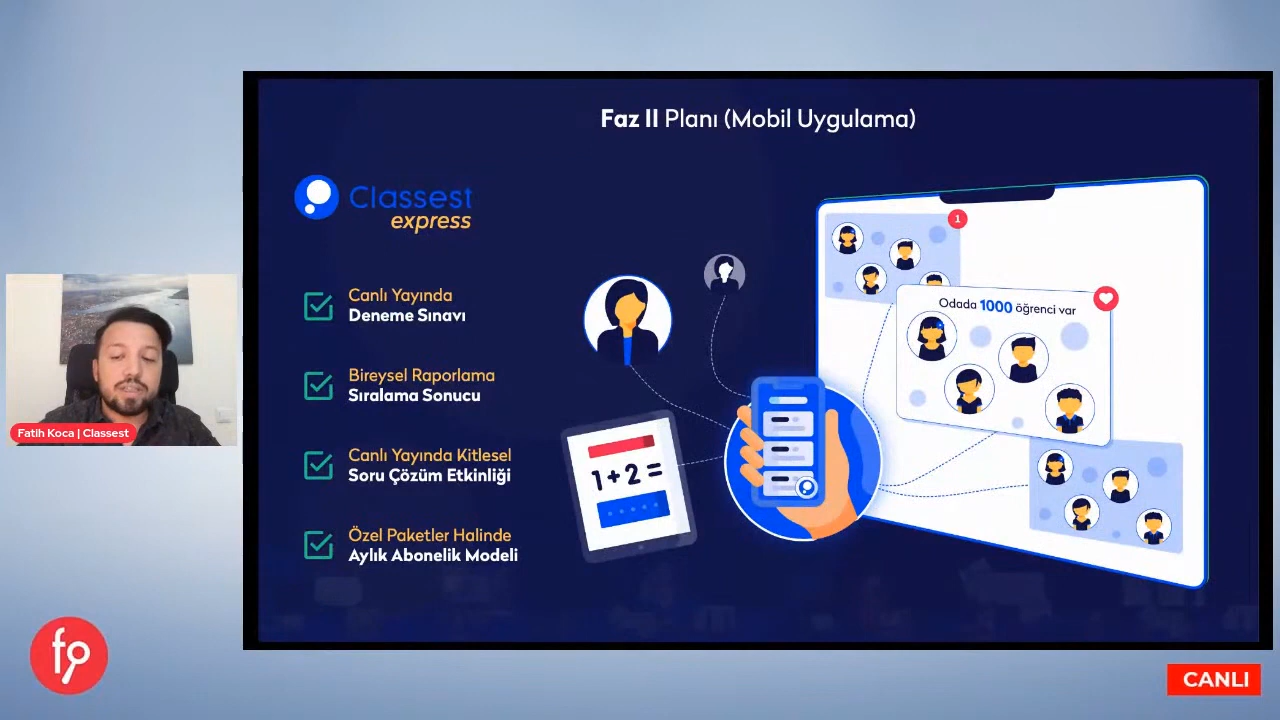 Faz II Planı (Mobil Uygulama)
Classest
express
Canlı Yayında
Deneme Sınavı
Bireysel Raporlama
Sıralama Sonucu
Canlı Yayında Kitlesel
Soru Çözüm Etkinliği
Özel Paketler Halinde
Aylık Abonelik Modeli
1+2=
1
Odada 1000 öğrenci var
Fatih Koca | Classest
fp
CANLI